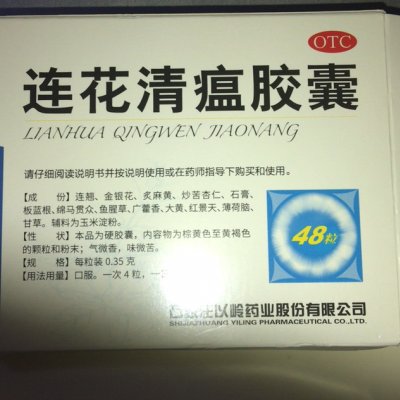 OTC
连花清瘟胶囊
LIANHUA QINGWEN JIAONANG
请仔细阅读说明书并按说明使用或在药师指导下购买和使用。
【成 份】连翘、金银花、炙麻黄、炒苦杏仁、石膏、
板蓝根、绵马贯众、鱼腥草、广藿香、大黄、红景天、薄荷脑、
甘草。辅料为玉米淀粉。
【性 状】本品为硬胶囊，内容物为棕黄色至黄褐色
的颗粒和粉末；气微香，味微苦。
【规 格】每粒装0.35克
【用法用量】口服。一次4粒，一
48粒
石家庄以岭药业股份有限公司
SHIJIAZHUANG YILING PHARMACEUTICAL CO.,LTD.